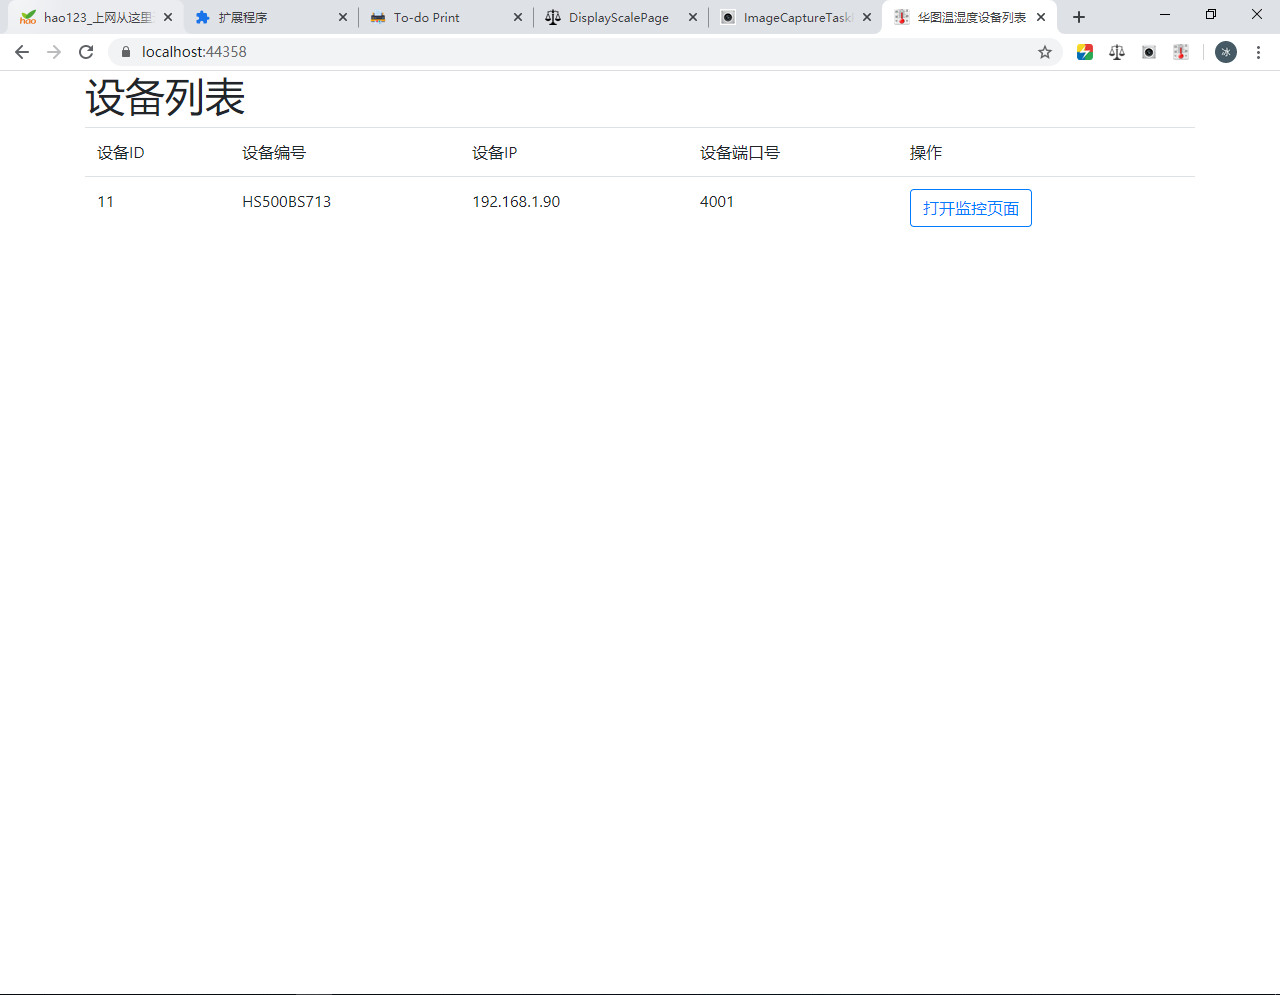 hao123_上网从这里
扩展程序
To-do Print
DisplayScalePage
ImageCaptureTask
华图温湿度设备列表
localhost:44358
冰
设备列表
设备ID 设备编号 设备IP 设备端口号 操作
11 HS500BS713 192.168.1.90 4001 打开监控页面